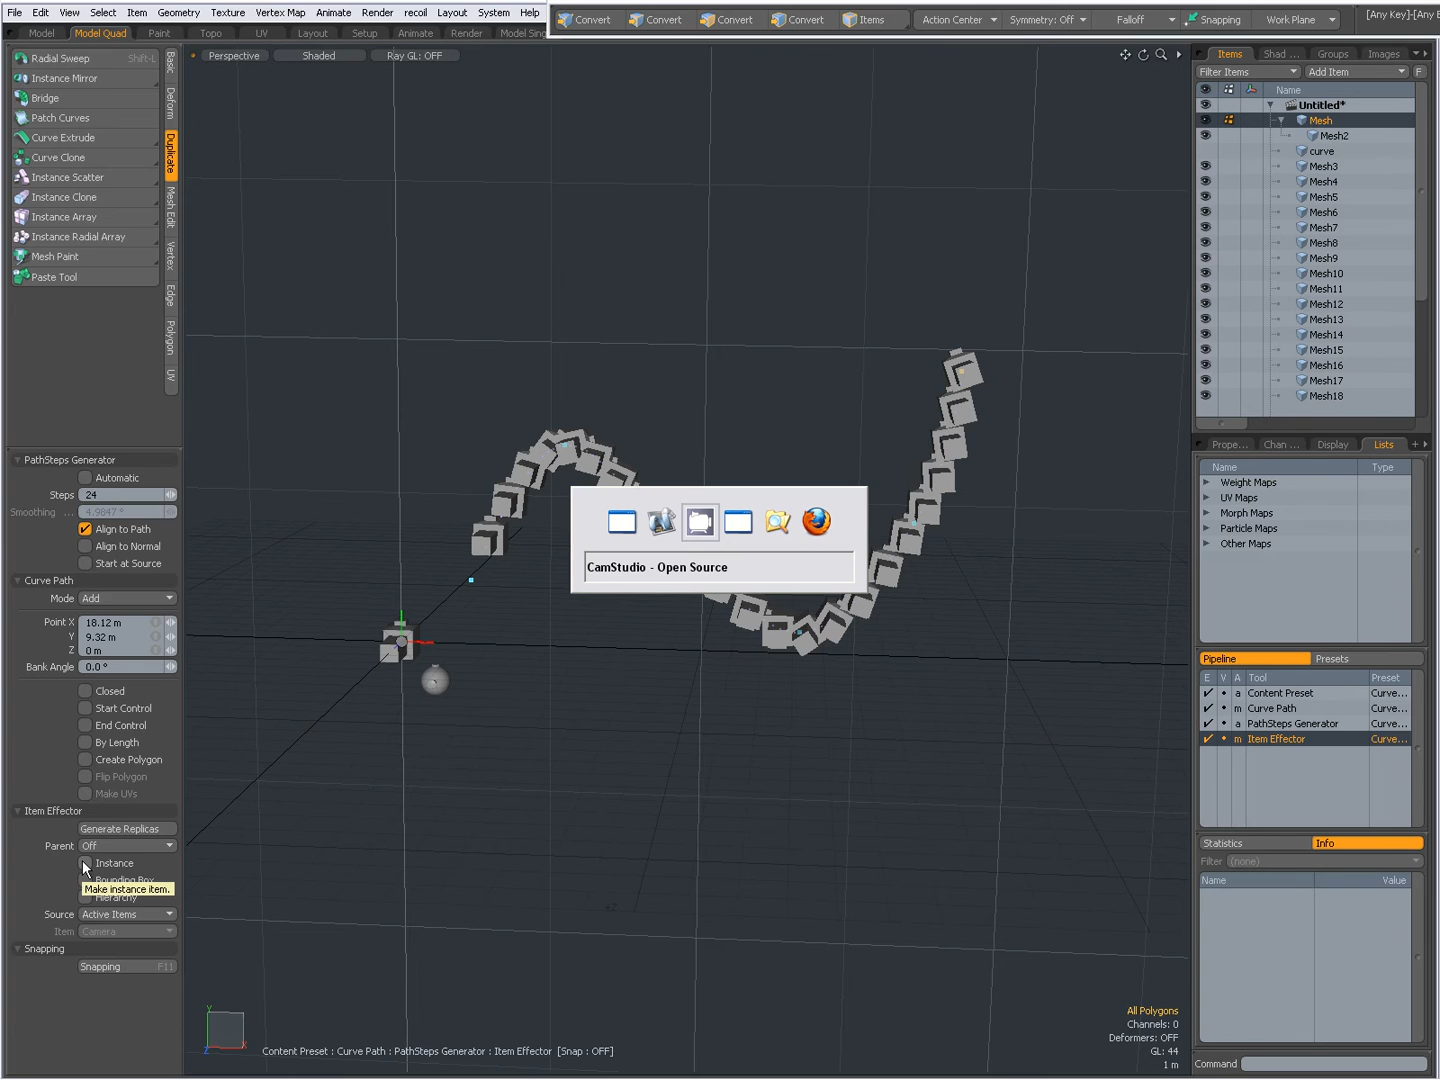 File Edit View Select Item Geometry Texture Vertex Map Animate Render recoil Layout System Help
Convert Convert Convert Convert Items Action Center Symmetry: Off Falloff Snapping Work Plane [Any Key]-[Any B
Model Model Quad Paint Topo UV Layout Setup Animate Render Model Sing
Perspective Shaded Ray GL: OFF
Radial Sweep Shift-L
Instance Mirror
Bridge
Patch Curves
Curve Extrude
Curve Clone
Instance Scatter
Instance Clone
Instance Array
Instance Radial Array
Mesh Paint
Paste Tool
Basic
Deform
Duplicate
Mesh Edit
Vertex
Edge
Polygon
UV
PathSteps Generator
Automatic
Steps 24
Smoothing ... 4.9847 °
Align to Path
Align to Normal
Start at Source
Curve Path
Mode Add
Point X 18.12 m
Y 9.32 m
Z 0 m
Bank Angle 0.0 °
Closed
Start Control
End Control
By Length
Create Polygon
Flip Polygon
Make UVs
Item Effector
Generate Replicas
Parent Off
Instance
Bounding Box
Make instance item.
Hierarchy
Source Active Items
Item Camera
Snapping
Snapping F11
CamStudio - Open Source
All Polygons
Channels: 0
Deformers: OFF
GL: 44
1 m
Content Preset : Curve Path : PathSteps Generator : Item Effector [Snap : OFF]
Items Shad ... Groups Images
Filter Items Add Item F
Name
Untitled*
Mesh
Mesh2
curve
Mesh3
Mesh4
Mesh5
Mesh6
Mesh7
Mesh8
Mesh9
Mesh10
Mesh11
Mesh12
Mesh13
Mesh14
Mesh15
Mesh16
Mesh17
Mesh18
Prope... Chan ... Display Lists
Name Type
Weight Maps
UV Maps
Morph Maps
Particle Maps
Other Maps
Pipeline Presets
E V A Tool Preset
a Content Preset Curve...
m Curve Path Curve...
a PathSteps Generator Curve...
m Item Effector Curve...
Statistics Info
Filter (none)
Name Value
Command